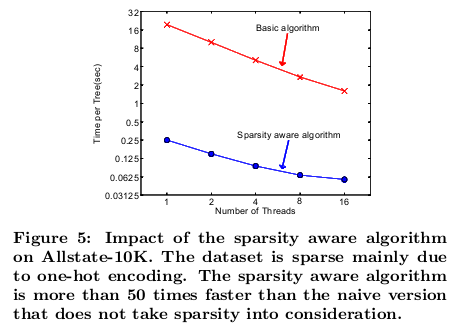 32
16
8
4
2
1
0.5
0.25
0.125
0.0625
0.03125
Time per Tree(sec)
Basic algorithm
Sparsity aware algorithm
1 2 4 8 16
Number of Threads
Figure 5: Impact of the sparsity aware algorithm
on Allstate-10K. The dataset is sparse mainly due
to one-hot encoding. The sparsity aware algorithm
is more than 50 times faster than the naive version
that does not take sparsity into consideration.